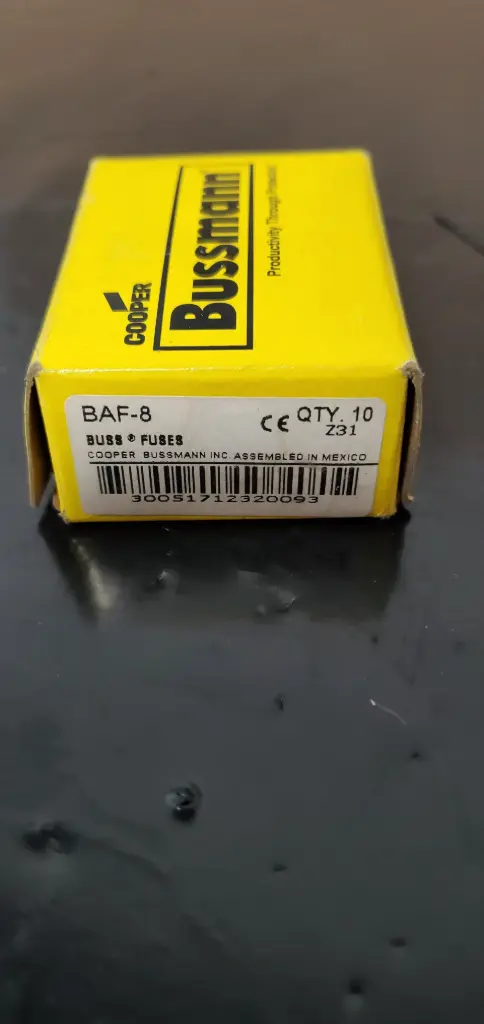 COOPER
Bussmann
Productivity Through Protection
BAF-8
CE QTY. 10
Z31
BUSS ® FUSES
COOPER BUSSMANN INC. ASSEMBLED IN MEXICO
30051712320093